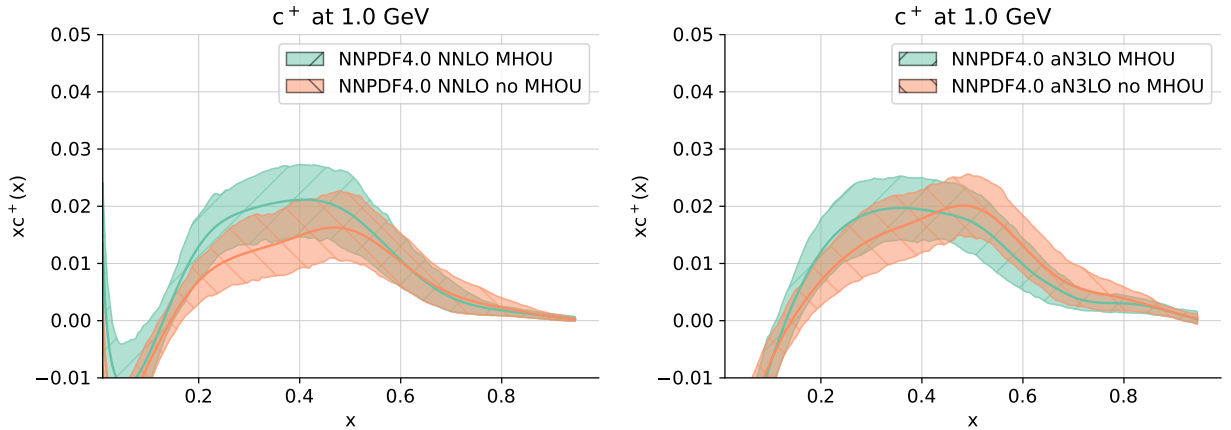 c⁺ at 1.0 GeV
0.05
0.04
0.03
0.02
0.01
0.00
−0.01
xc⁺(x)
NNPDF4.0 NNLO MHOU
NNPDF4.0 NNLO no MHOU
0.2 0.4 0.6 0.8
x
c⁺ at 1.0 GeV
0.05
0.04
0.03
0.02
0.01
0.00
−0.01
xc⁺(x)
NNPDF4.0 aN3LO MHOU
NNPDF4.0 aN3LO no MHOU
0.2 0.4 0.6 0.8
x